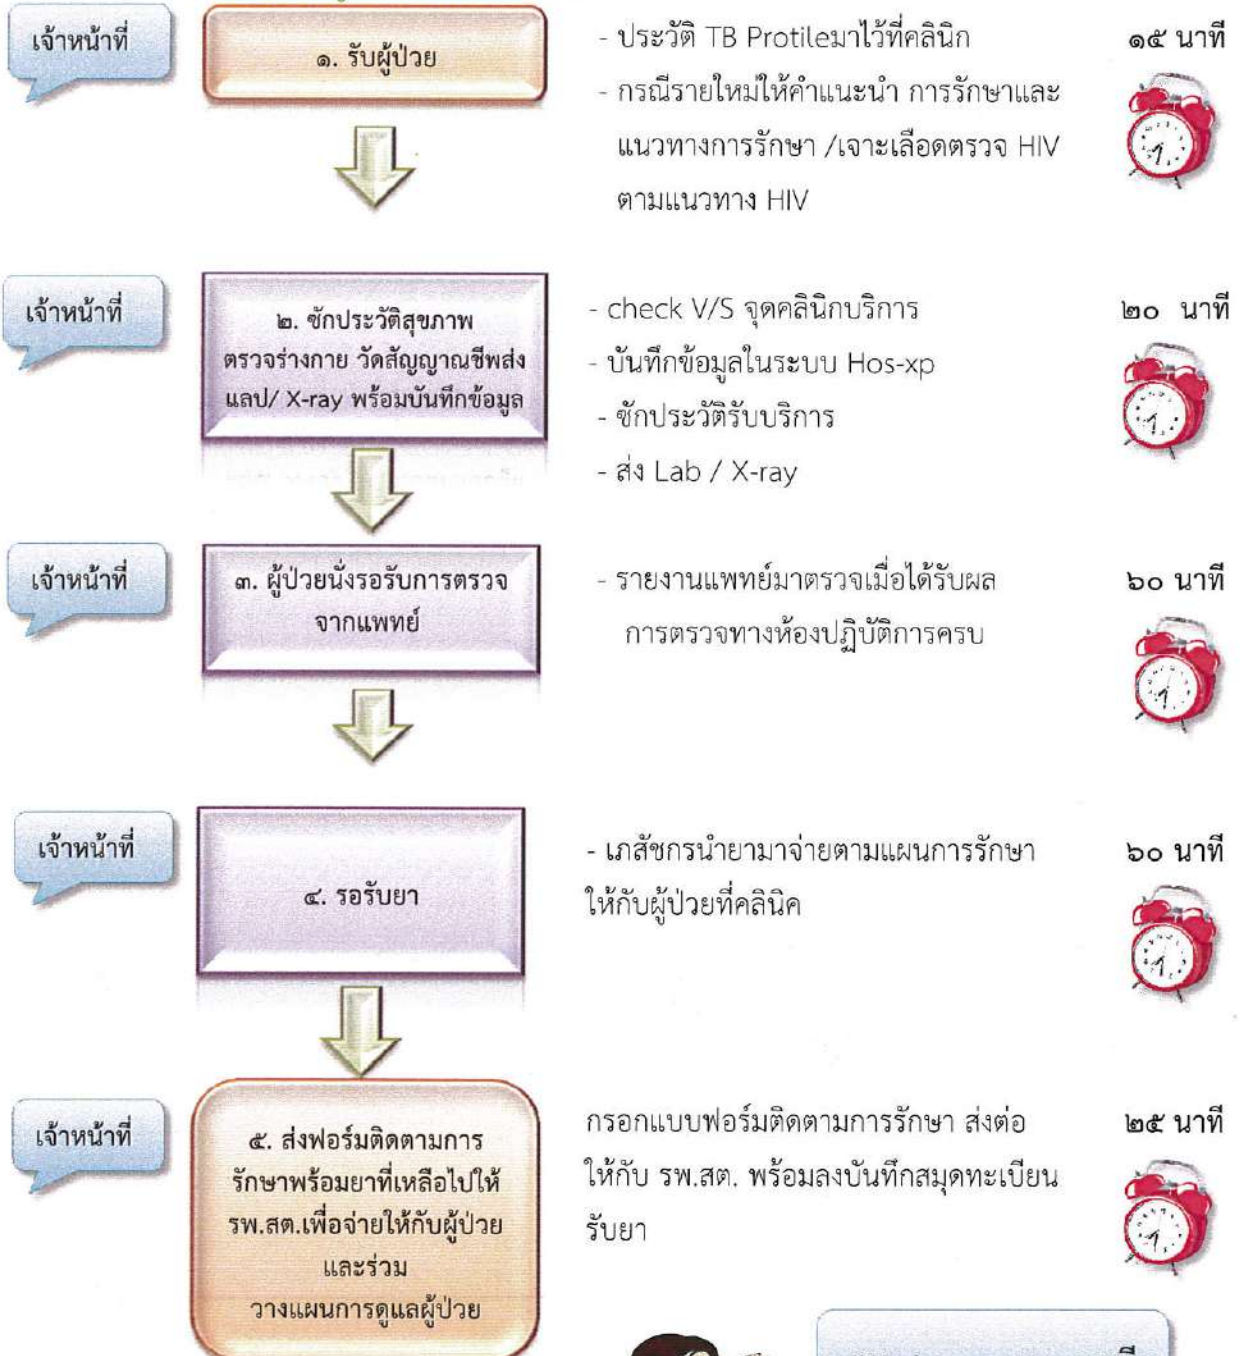 เจ้าหน้าที่
๑. รับผู้ป่วย
- ประวัติ TB Protileมาไว้ที่คลินิก
- กรณีรายใหม่ให้คำแนะนำ การรักษาและ
แนวทางการรักษา /เจาะเลือดตรวจ HIV
ตามแนวทาง HIV
๑๕ นาที
เจ้าหน้าที่
๒. ซักประวัติสุขภาพ
ตรวจร่างกาย วัดสัญญาณชีพส่ง
แลป/ X-ray พร้อมบันทึกข้อมูล
- check V/S จุดคลินิกบริการ
- บันทึกข้อมูลในระบบ Hos-xp
- ซักประวัติรับบริการ
- ส่ง Lab / X-ray
๒๐ นาที
เจ้าหน้าที่
๓. ผู้ป่วยนั่งรอรับการตรวจ
จากแพทย์
- รายงานแพทย์มาตรวจเมื่อได้รับผล
การตรวจทางห้องปฏิบัติการครบ
๖๐ นาที
เจ้าหน้าที่
๔. รอรับยา
- เภสัชกรนำยามาจ่ายตามแผนการรักษา
ให้กับผู้ป่วยที่คลินิค
๖๐ นาที
เจ้าหน้าที่
๕. ส่งฟอร์มติดตามการ
รักษาพร้อมยาที่เหลือไปให้
รพ.สต.เพื่อจ่ายให้กับผู้ป่วย
และร่วม
วางแผนการดูแลผู้ป่วย
กรอกแบบฟอร์มติดตามการรักษา ส่งต่อ
ให้กับ รพ.สต. พร้อมลงบันทึกสมุดทะเบียน
รับยา
๒๕ นาที